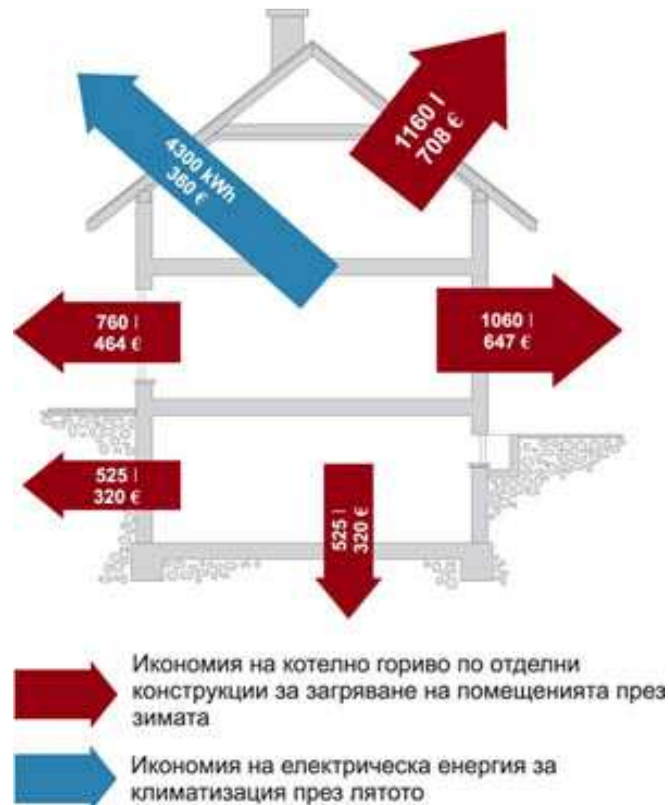 1160 l
708 €
4300 kWh
360 €
760 l
464 €
1060 l
647 €
525 l
320 €
525 l
320 €
Икономия на котелно гориво по отделни
конструкции за загряване на помещенията през
зимата
Икономия на електрическа енергия за
климатизация през лятото